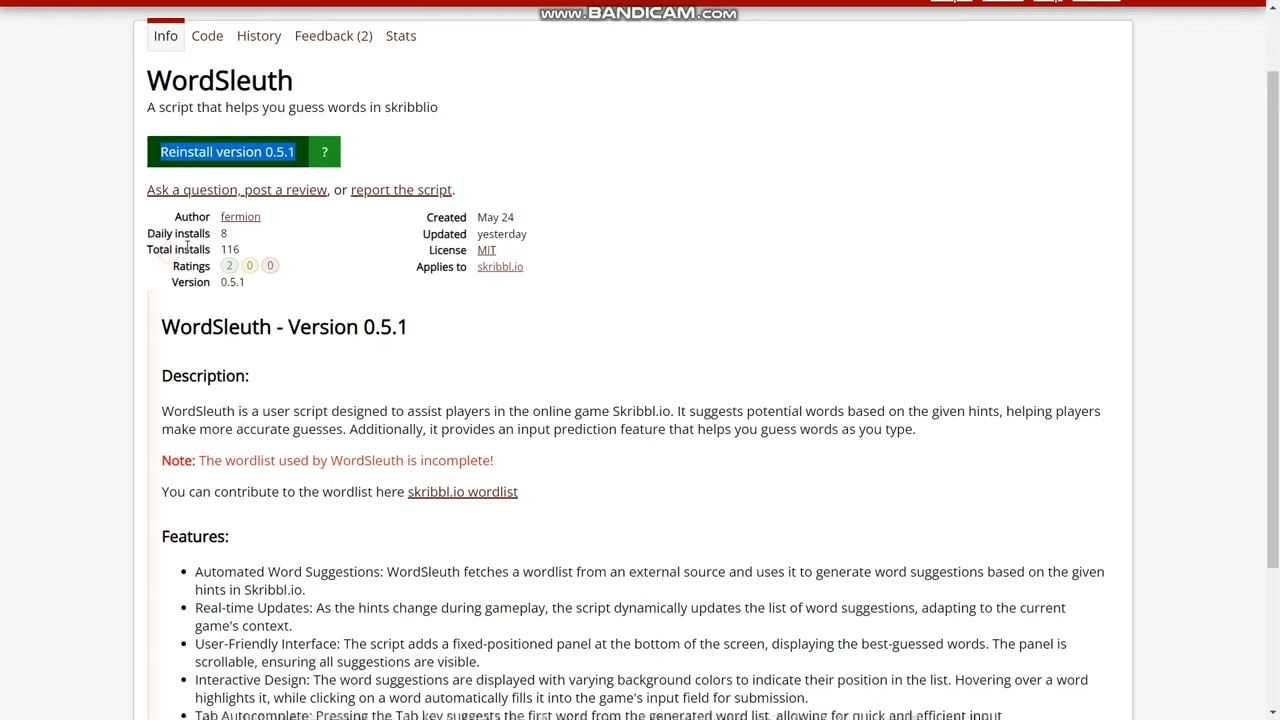 www.BANDICAM.com
Info Code History Feedback (2) Stats
WordSleuth
A script that helps you guess words in skribblio
Reinstall version 0.5.1 ?
Ask a question, post a review, or report the script.
Author fermion
Daily installs 8
Total installs 116
Ratings 2 0 0
Version 0.5.1
Created May 24
Updated yesterday
License MIT
Applies to skribbl.io
WordSleuth - Version 0.5.1
Description:
WordSleuth is a user script designed to assist players in the online game Skribbl.io. It suggests potential words based on the given hints, helping players
make more accurate guesses. Additionally, it provides an input prediction feature that helps you guess words as you type.
Note: The wordlist used by WordSleuth is incomplete!
You can contribute to the wordlist here skribbl.io wordlist
Features:
• Automated Word Suggestions: WordSleuth fetches a wordlist from an external source and uses it to generate word suggestions based on the given
hints in Skribbl.io.
• Real-time Updates: As the hints change during gameplay, the script dynamically updates the list of word suggestions, adapting to the current
game's context.
• User-Friendly Interface: The script adds a fixed-positioned panel at the bottom of the screen, displaying the best-guessed words. The panel is
scrollable, ensuring all suggestions are visible.
• Interactive Design: The word suggestions are displayed with varying background colors to indicate their position in the list. Hovering over a word
highlights it, while clicking on a word automatically fills it into the game's input field for submission.
• Tab Autocomplete: Pressing the Tab key suggests the first word from the generated word list, allowing for quick and efficient input